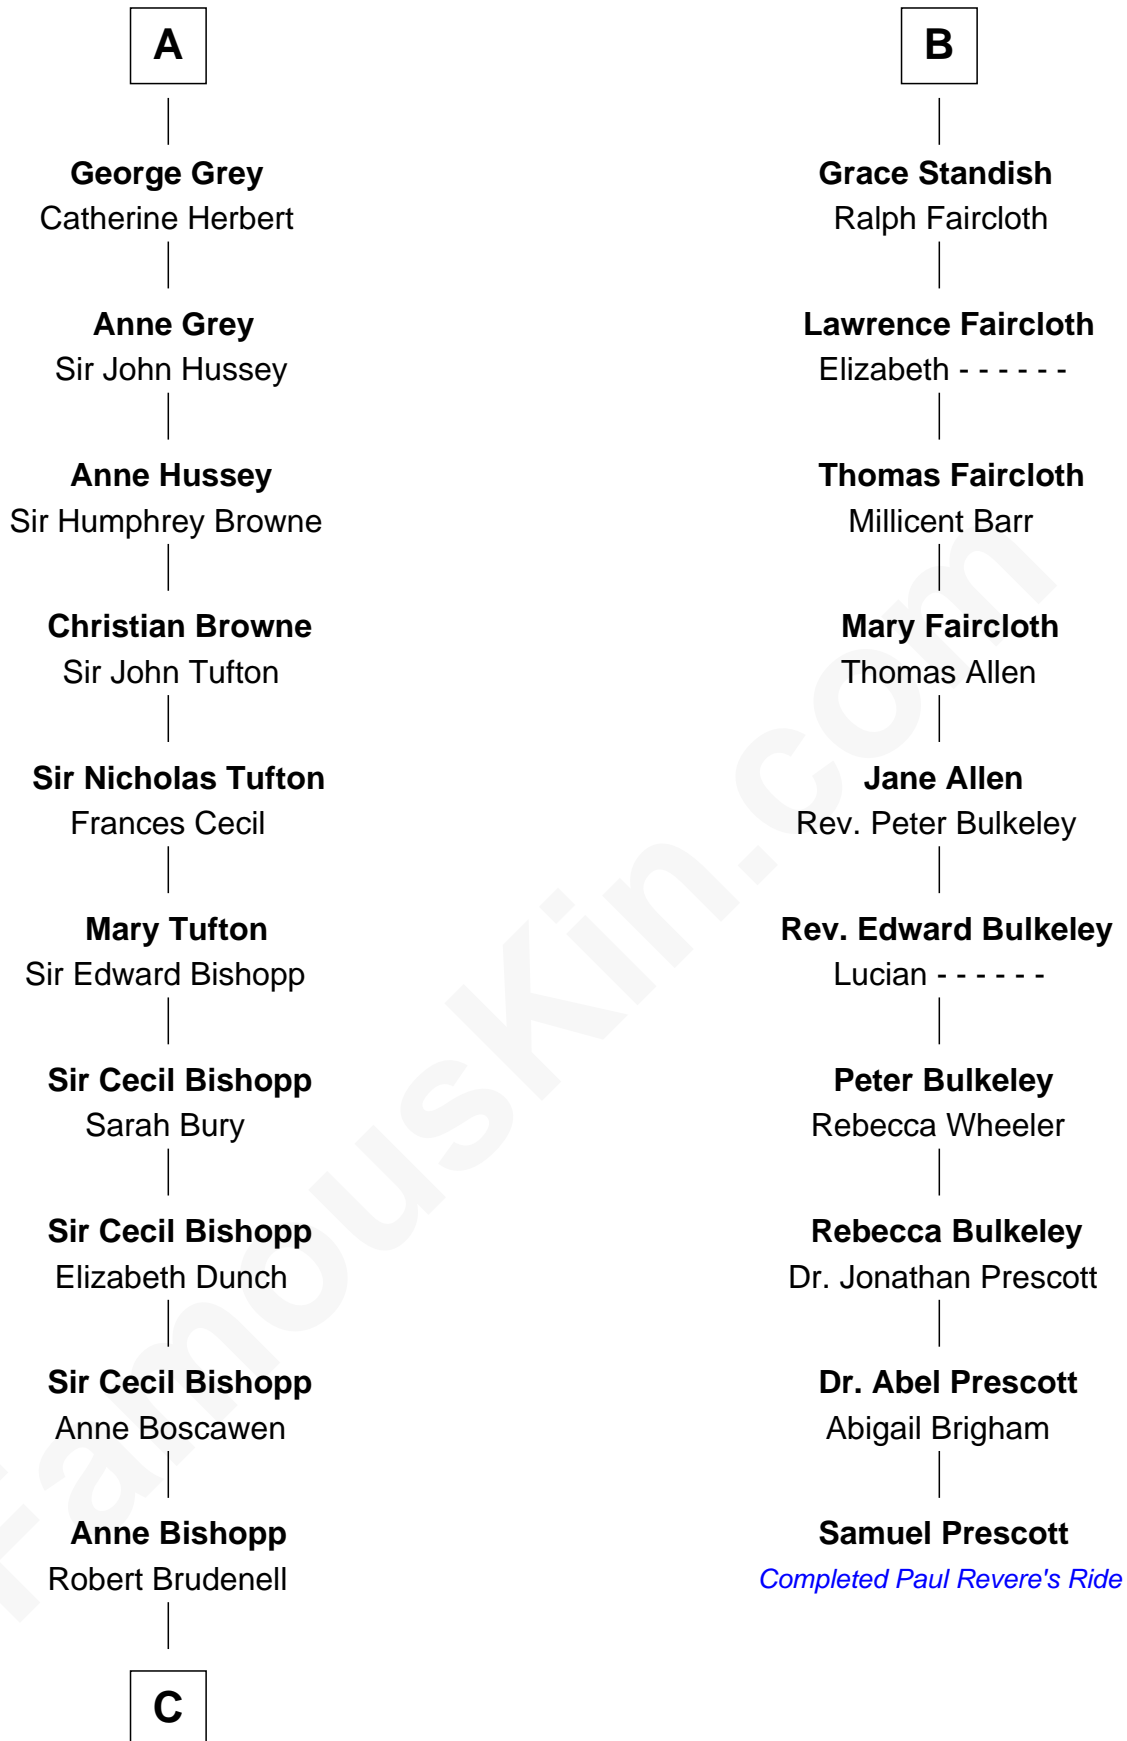 A
George Grey
Catherine Herbert
Anne Grey
Sir John Hussey
Anne Hussey
Sir Humphrey Browne
Christian Browne
Sir John Tufton
Sir Nicholas Tufton
Frances Cecil
Mary Tufton
Sir Edward Bishopp
Sir Cecil Bishopp
Sarah Bury
Sir Cecil Bishopp
Elizabeth Dunch
Sir Cecil Bishopp
Anne Boscawen
Anne Bishopp
Robert Brudenell
C
B
Grace Standish
Ralph Faircloth
Lawrence Faircloth
Elizabeth - - - - - -
Thomas Faircloth
Millicent Barr
Mary Faircloth
Thomas Allen
Jane Allen
Rev. Peter Bulkeley
Rev. Edward Bulkeley
Lucian - - - - - -
Peter Bulkeley
Rebecca Wheeler
Rebecca Bulkeley
Dr. Jonathan Prescott
Dr. Abel Prescott
Abigail Brigham
Samuel Prescott
Completed Paul Revere's Ride
FamousKin.com